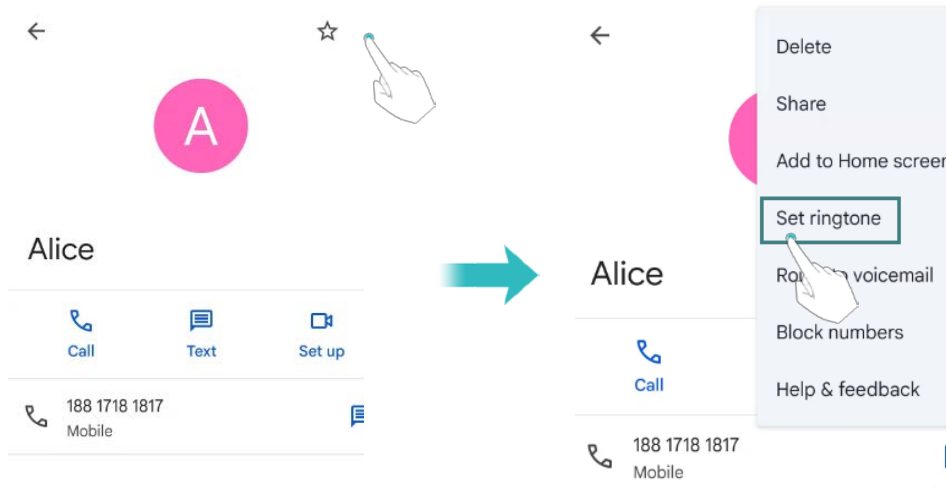 A
Alice
Call
Text
Set up
188 1718 1817
Mobile
Delete
Share
Add to Home
Set ringtone
voicemail
Block numbers
Help & feedback
Alice
Call
188 1718 1817
Mobile